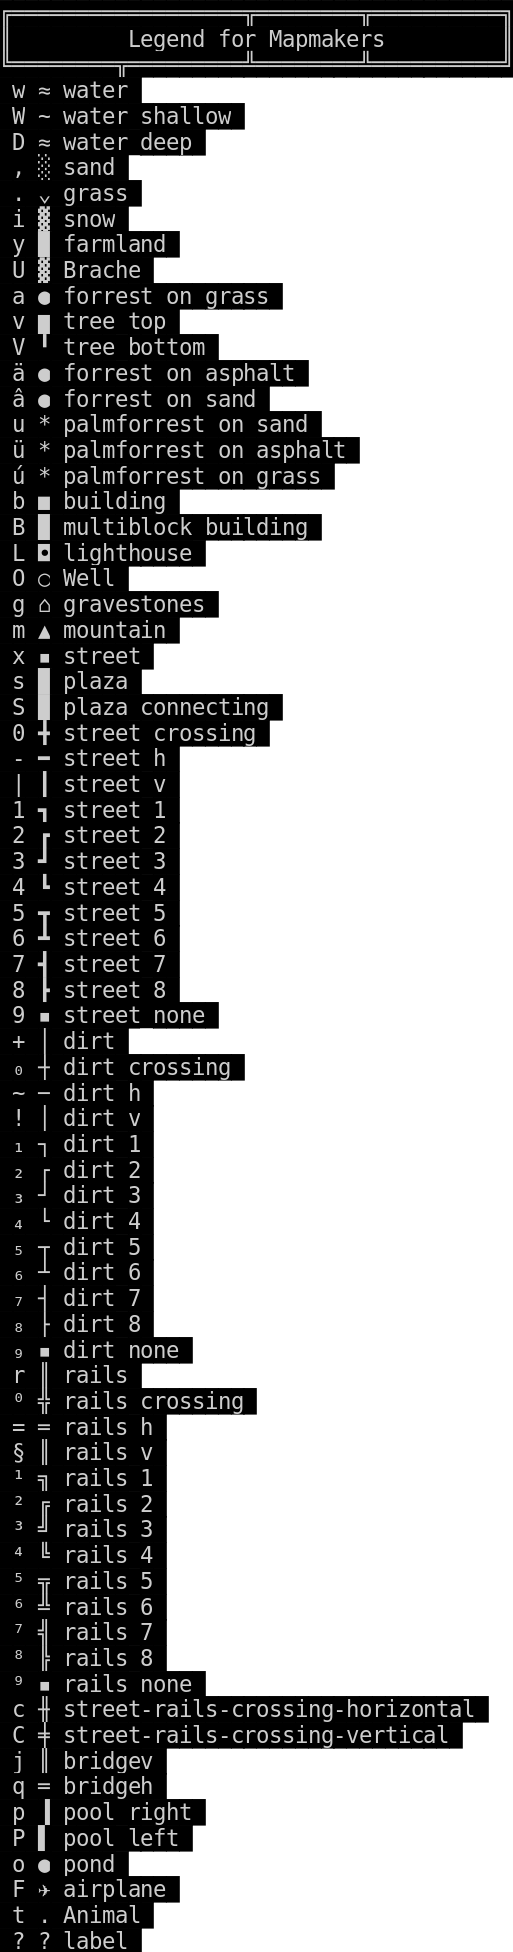 Legend for Mapmakers
w ≈ water
W ~ water shallow
D ≈ water deep
, ░ sand
. ⌄ grass
i ▓ snow
y █ farmland
U ▓ Brache
a ● forrest on grass
v ▅ tree top
V ╹ tree bottom
ä ● forrest on asphalt
â ● forrest on sand
u * palmforrest on sand
ü * palmforrest on asphalt
ú * palmforrest on grass
b ■ building
B █ multiblock building
L ◘ lighthouse
O ○ Well
g ⌂ gravestones
m ▲ mountain
x ▪ street
s █ plaza
S █ plaza connecting
0 ╋ street crossing
- ━ street h
| ┃ street v
1 ┓ street 1
2 ┏ street 2
3 ┛ street 3
4 ┗ street 4
5 ┳ street 5
6 ┻ street 6
7 ┫ street 7
8 ┣ street 8
9 ▪ street none
+ │ dirt
₀ ┼ dirt crossing
~ ─ dirt h
! │ dirt v
₁ ┐ dirt 1
₂ ┌ dirt 2
₃ ┘ dirt 3
₄ └ dirt 4
₅ ┬ dirt 5
₆ ┴ dirt 6
₇ ┤ dirt 7
₈ ├ dirt 8
₉ ▪ dirt none
r ║ rails
⁰ ╬ rails crossing
= ═ rails h
§ ║ rails v
¹ ╗ rails 1
² ╔ rails 2
³ ╝ rails 3
⁴ ╚ rails 4
⁵ ╦ rails 5
⁶ ╩ rails 6
⁷ ╣ rails 7
⁸ ╠ rails 8
⁹ ▪ rails none
c ╫ street-rails-crossing-horizontal
C ╪ street-rails-crossing-vertical
j ‖ bridgev
q = bridgeh
p ▐ pool right
P ▌ pool left
o ● pond
F ✈ airplane
t . Animal
? ? label